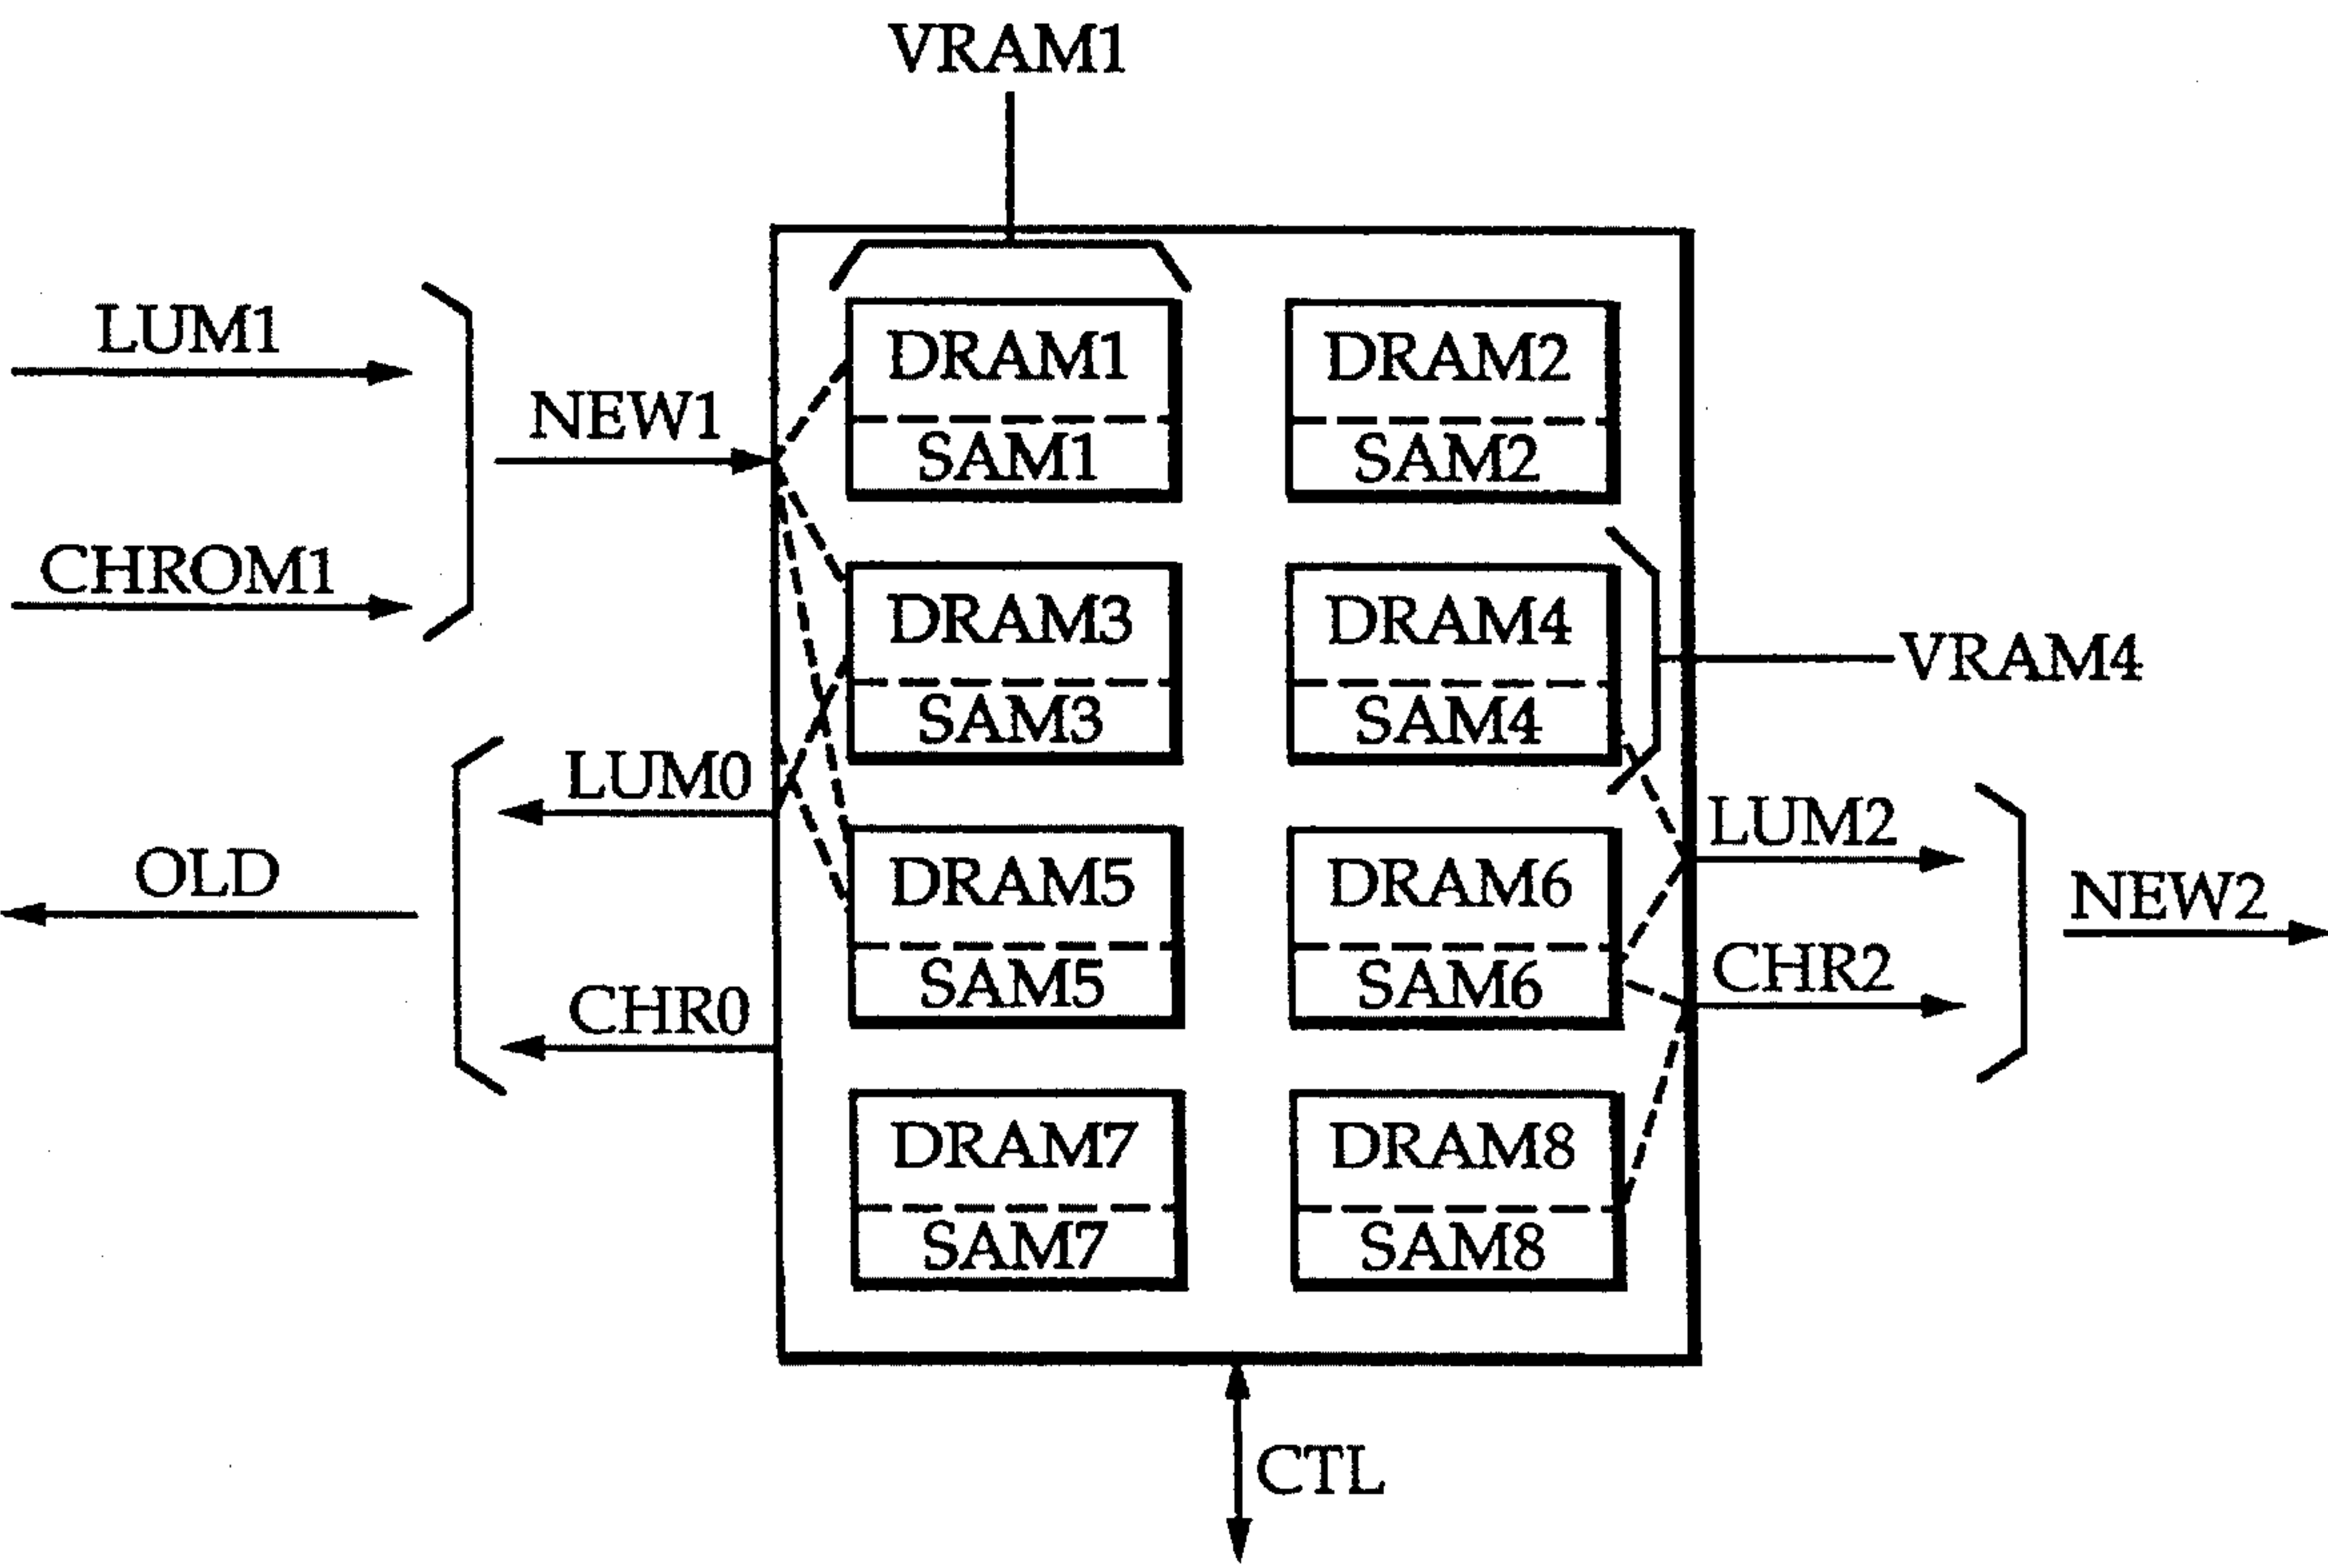 VRAM1
LUM1
CHROM1
NEW1
DRAM1
SAM1
DRAM2
SAM2
DRAM3
SAM3
DRAM4
SAM4
VRAM4
LUM0
OLD
CHR0
DRAM5
SAM5
DRAM6
SAM6
LUM2
CHR2
NEW2
DRAM7
SAM7
DRAM8
SAM8
CTL